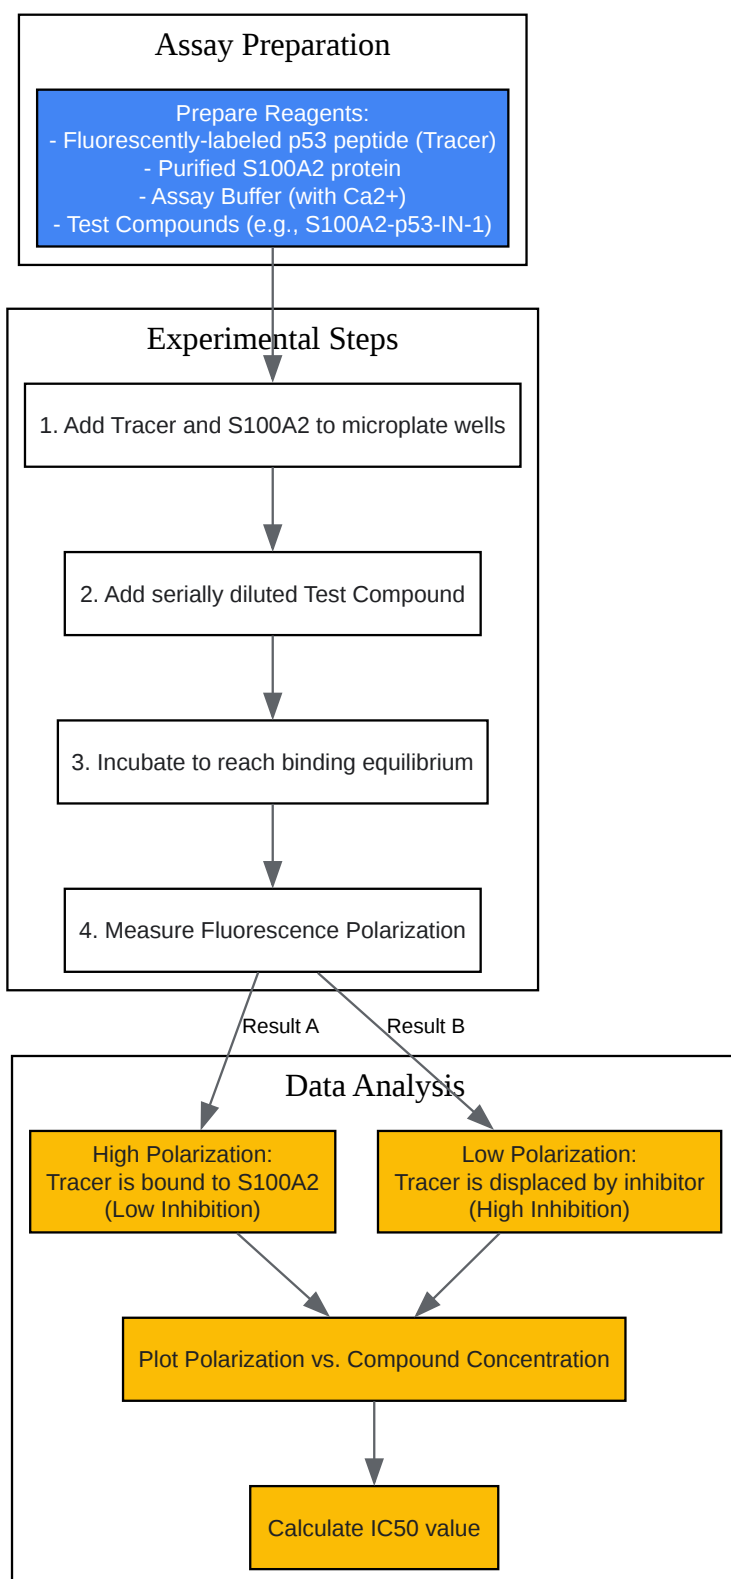 Assay Preparation
Prepare Reagents:
- Fluorescently-labeled p53 peptide (Tracer)
- Purified S100A2 protein
- Assay Buffer (with Ca2+)
- Test Compounds (e.g., S100A2-p53-IN-1)
Experimental Steps
1. Add Tracer and S100A2 to microplate wells
2. Add serially diluted Test Compound
3. Incubate to reach binding equilibrium
4. Measure Fluorescence Polarization
Result A
Result B
Data Analysis
High Polarization:
Tracer is bound to S100A2
(Low Inhibition)
Low Polarization:
Tracer is displaced by inhibitor
(High Inhibition)
Plot Polarization vs. Compound Concentration
Calculate IC50 value